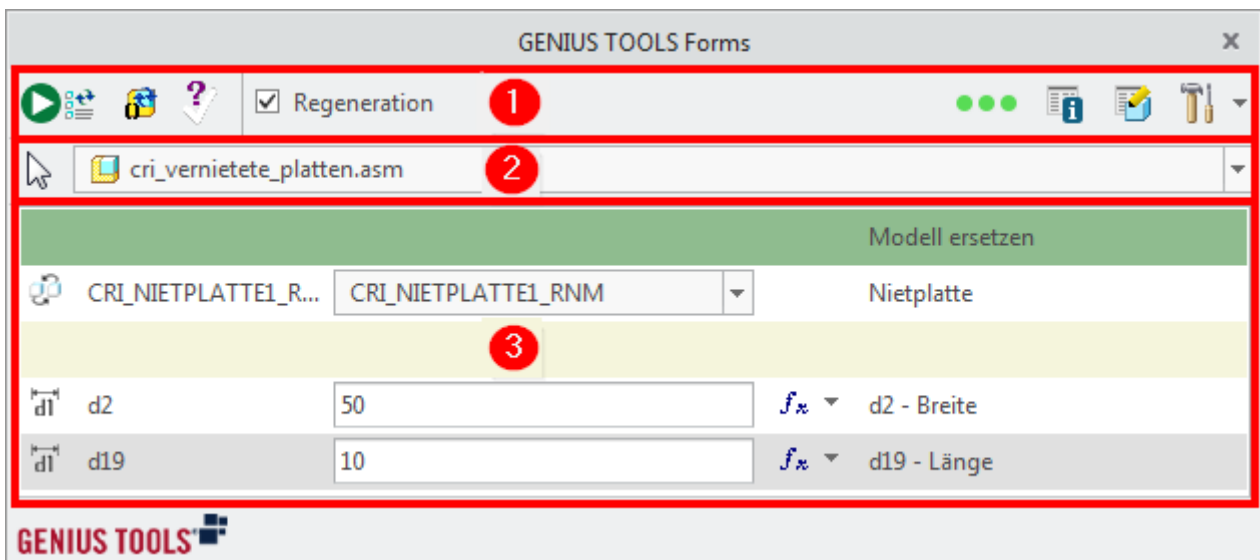 GENIUS TOOLS Forms
Regeneration 1
cri_vernietete_platten.asm 2
Modell ersetzen
CRI_NIETPLATTE1_R... CRI_NIETPLATTE1_RNM Nietplatte
3
d1 d2 50 fx d2 - Breite
d1 d19 10 fx d19 - Länge
GENIUS TOOLS